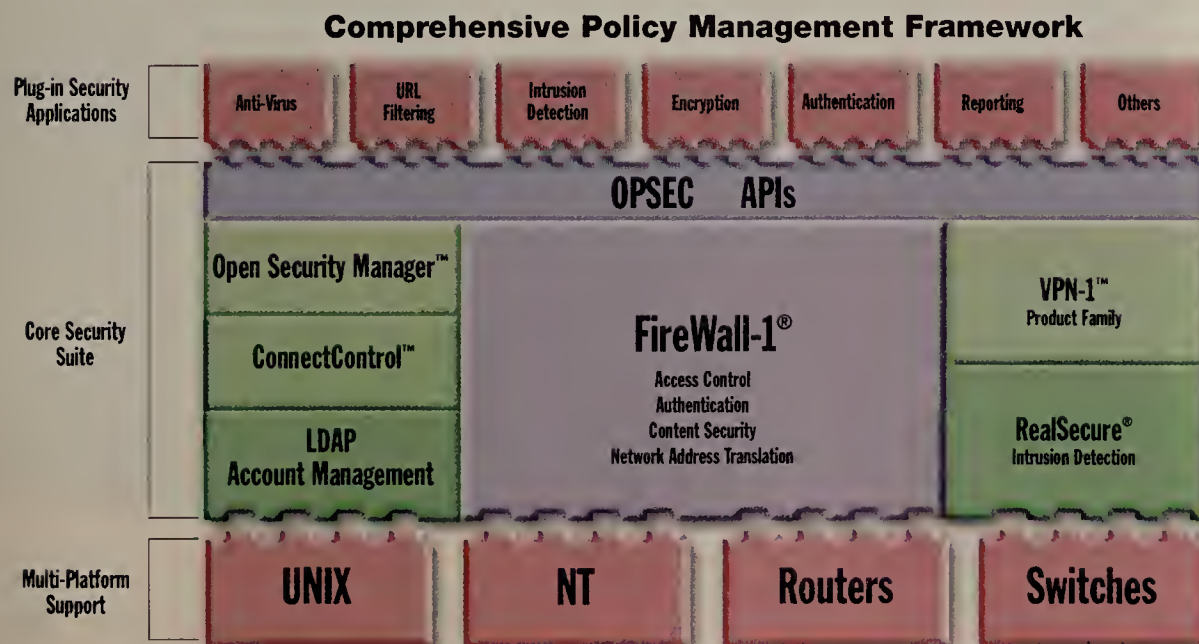 Comprehensive Policy Management Framework
Plug-in Security
Applications
Anti-Virus
URL
Filtering
Intrusion
Detection
Encryption
Authentication
Reporting
Others
OPSEC APIs
Core Security
Suite
Open Security Manager™
ConnectControl™
LDAP
Account Management
FireWall-1®
Access Control
Authentication
Content Security
Network Address Translation
VPN-1™
Product Family
RealSecure®
Intrusion Detection
Multi-Platform
Support
UNIX
NT
Routers
Switches